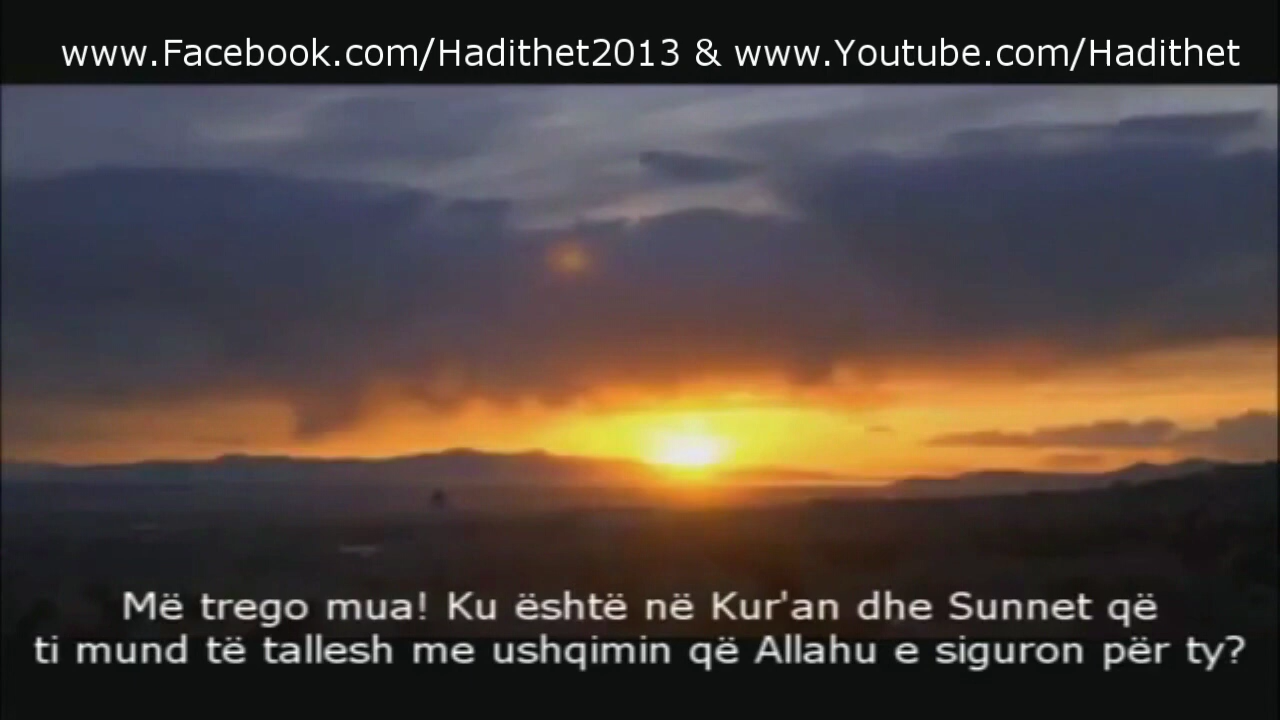 www.Facebook.com/Hadithet2013 & www.Youtube.com/Hadithet
Më trego mua! Ku është në Kur'an dhe Sunnet që
ti mund të tallesh me ushqimin që Allahu e siguron për ty?